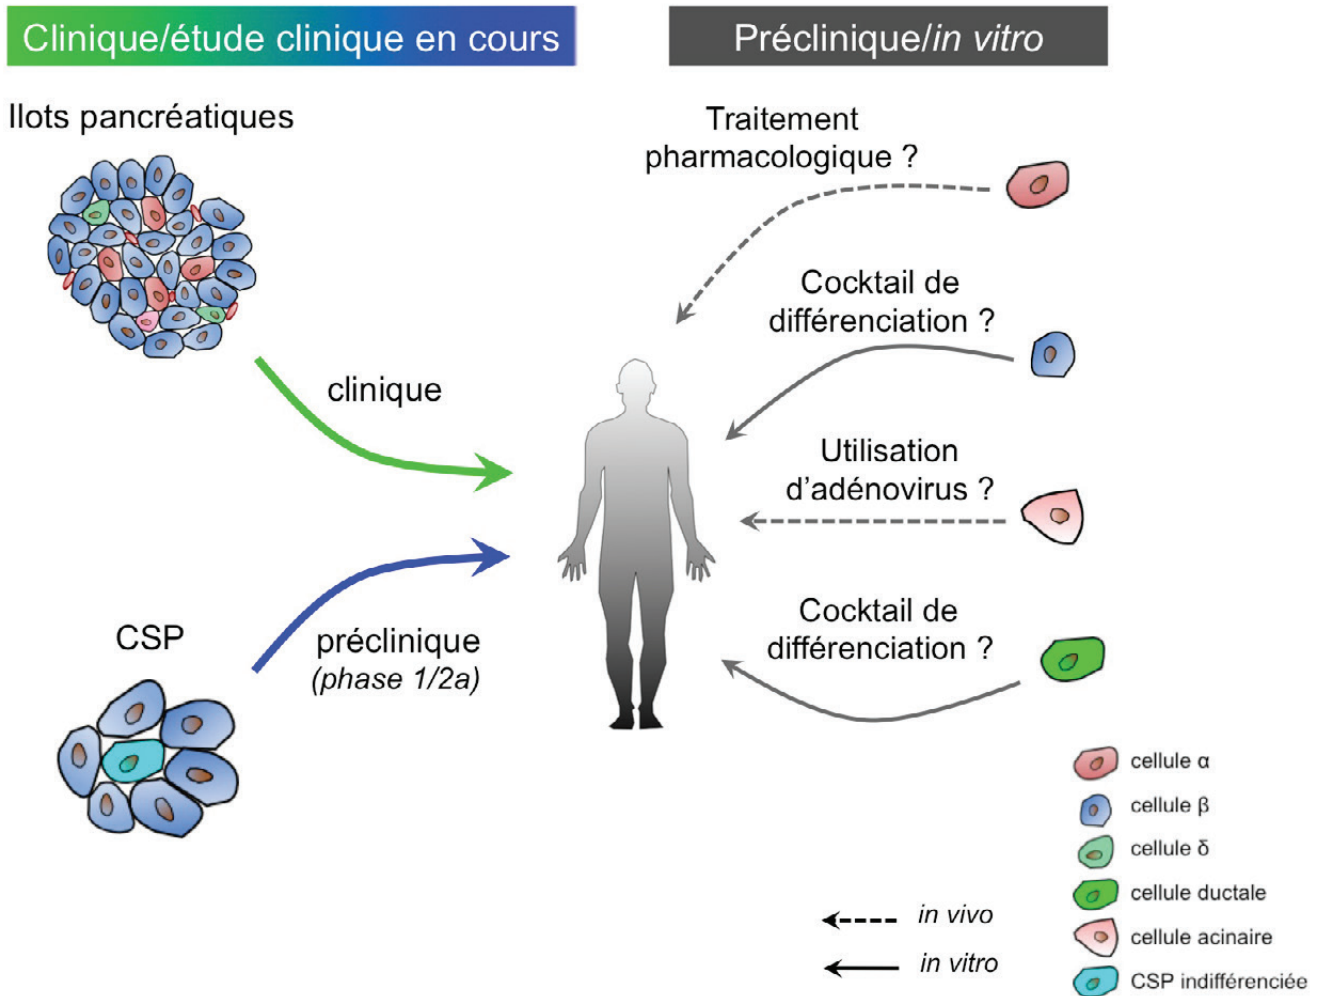 Clinique/étude clinique en cours
Préclinique/in vitro
Ilots pancréatiques
clinique
CSP
préclinique
(phase 1/2a)
Traitement
pharmacologique ?
Cocktail de
différenciation ?
Utilisation
d'adénovirus ?
Cocktail de
différenciation ?
in vivo
in vitro
cellule α
cellule β
cellule δ
cellule ductale
cellule acinaire
CSP indifférenciée